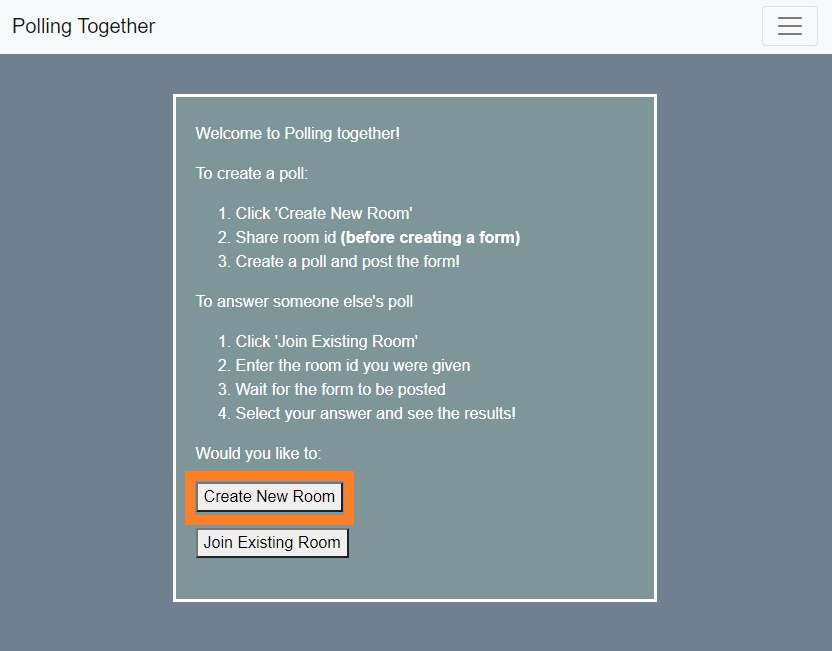 Polling Together
Welcome to Polling together!
To create a poll:
1. Click 'Create New Room'
2. Share room id (before creating a form)
3. Create a poll and post the form!
To answer someone else's poll
1. Click 'Join Existing Room'
2. Enter the room id you were given
3. Wait for the form to be posted
4. Select your answer and see the results!
Would you like to:
Create New Room
Join Existing Room